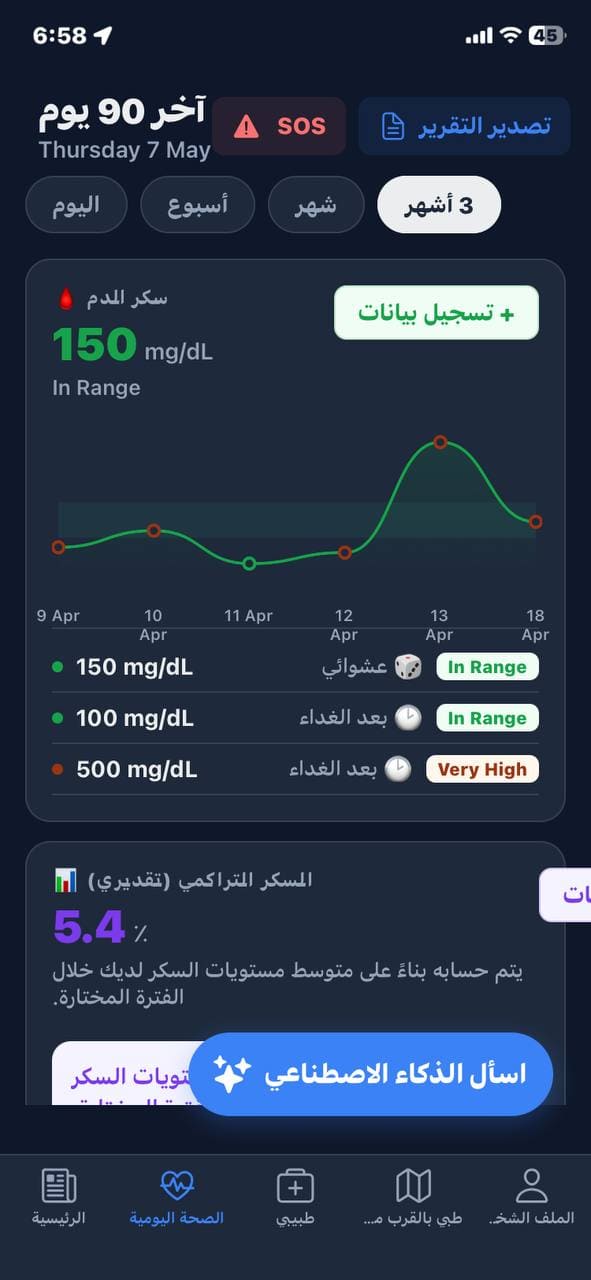 6:58
45
آخر 90 يوم
Thursday 7 May
SOS
تصدير التقرير
اليوم
أسبوع
شهر
3 أشهر
سكر الدم
+ تسجيل بيانات
150 mg/dL
In Range
9 Apr
10 Apr
11 Apr
12 Apr
13 Apr
18 Apr
150 mg/dL
عشوائي
In Range
100 mg/dL
بعد الغداء
In Range
500 mg/dL
بعد الغداء
Very High
السكر التراكمي (تقديري)
5.4 ٪
يتم حسابه بناءً على متوسط مستويات السكر لديك خلال
الفترة المختارة.
السكر
اسأل الذكاء الاصطناعي
الرئيسية
الصحة اليومية
طبيبي
طبي بالقرب م...
الملف الشخ...